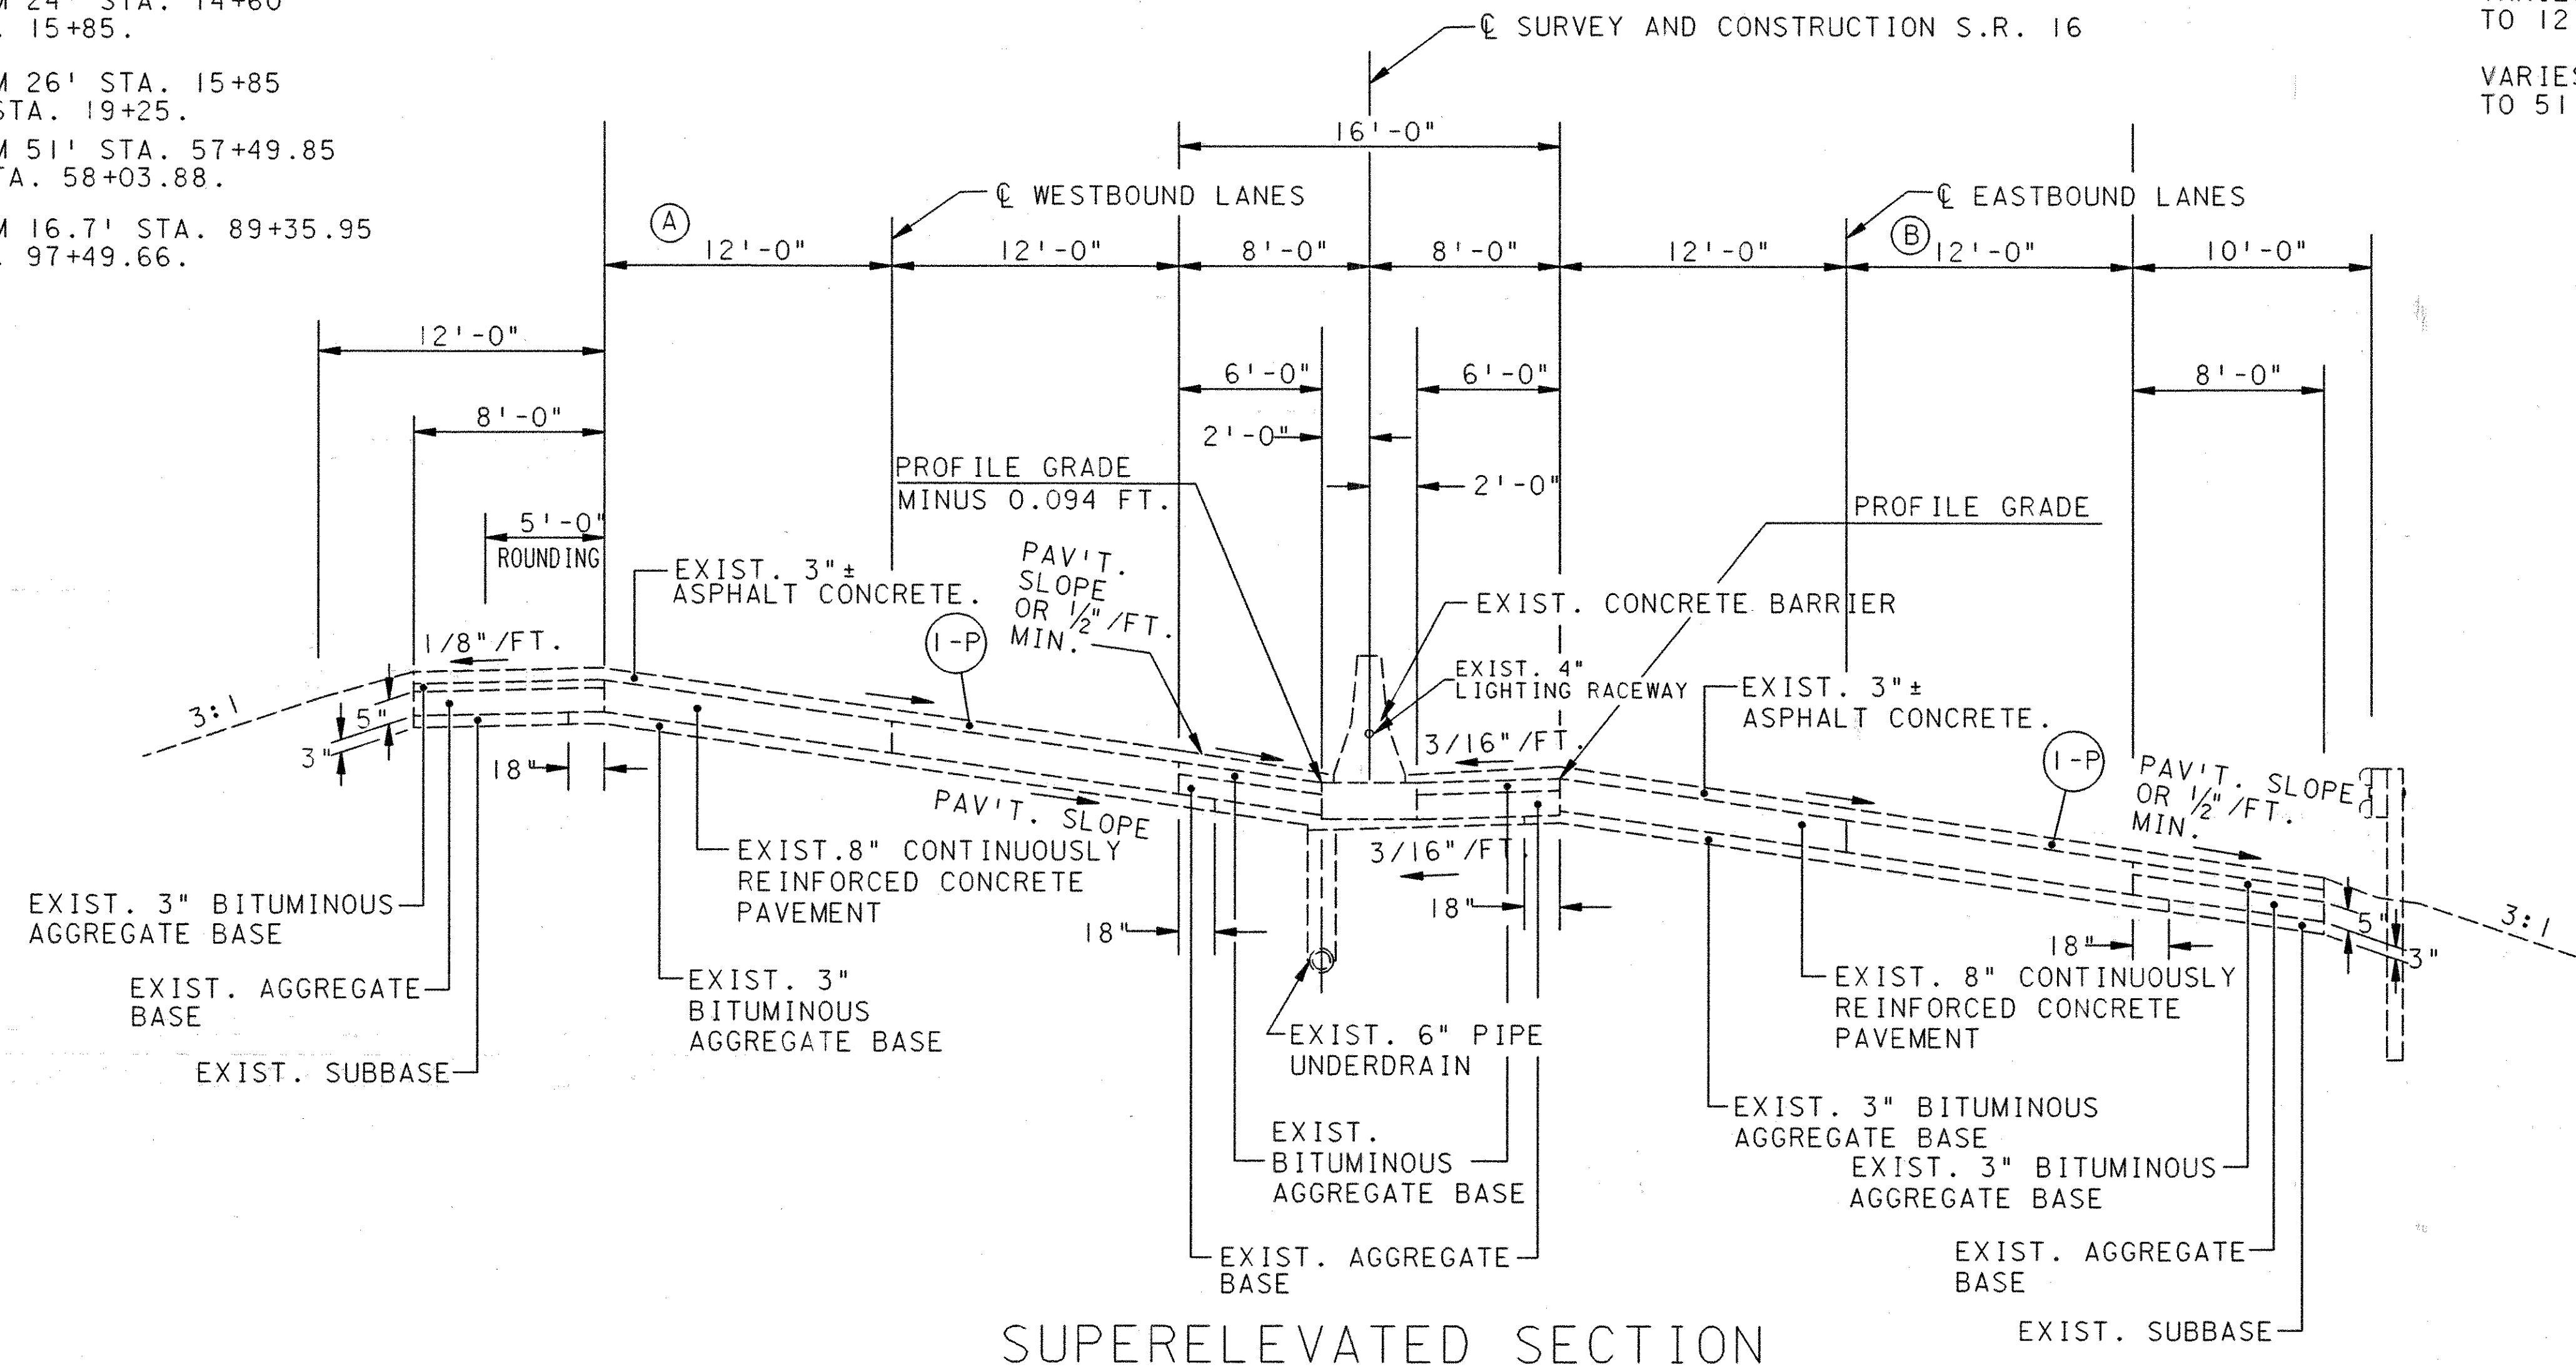 M 24' STA. 14+60
. 15+85.
M 26' STA. 15+85
STA. 19+25.
M 51' STA. 57+49.85
TA. 58+03.88.
M 16.7' STA. 89+35.95
. 97+49.66.
TO 12
VARIES
TO 51
℄ SURVEY AND CONSTRUCTION S.R. 16
16'-0"
℄ WESTBOUND LANES
℄ EASTBOUND LANES
A
B
12'-0"
12'-0"
8'-0"
8'-0"
12'-0"
12'-0"
10'-0"
12'-0"
6'-0"
6'-0"
8'-0"
8'-0"
2'-0"
2'-0"
PROFILE GRADE
MINUS 0.094 FT.
PROFILE GRADE
5'-0"
ROUNDING
EXIST. 3"±
ASPHALT CONCRETE.
PAV'T.
SLOPE
OR ½"/FT.
MIN.
1-P
EXIST. CONCRETE BARRIER
EXIST. 4"
LIGHTING RACEWAY
EXIST. 3"±
ASPHALT CONCRETE.
1/8"/FT.
3:1
5"
3"
18"
3/16"/FT.
1-P
PAV'T. SLOPE
OR ½"/FT.
MIN.
PAV'T. SLOPE
3/16"/FT.
EXIST.8" CONTINUOUSLY
REINFORCED CONCRETE
PAVEMENT
18"
18"
18"
5"
3"
3:1
EXIST. 3" BITUMINOUS
AGGREGATE BASE
EXIST. AGGREGATE
BASE
EXIST. SUBBASE
EXIST. 3"
BITUMINOUS
AGGREGATE BASE
EXIST. 6" PIPE
UNDERDRAIN
EXIST. 8" CONTINUOUSLY
REINFORCED CONCRETE
PAVEMENT
EXIST.
BITUMINOUS
AGGREGATE BASE
EXIST. 3" BITUMINOUS
AGGREGATE BASE
EXIST. 3" BITUMINOUS
AGGREGATE BASE
EXIST. AGGREGATE
BASE
EXIST. AGGREGATE
BASE
EXIST. SUBBASE
SUPERELEVATED SECTION